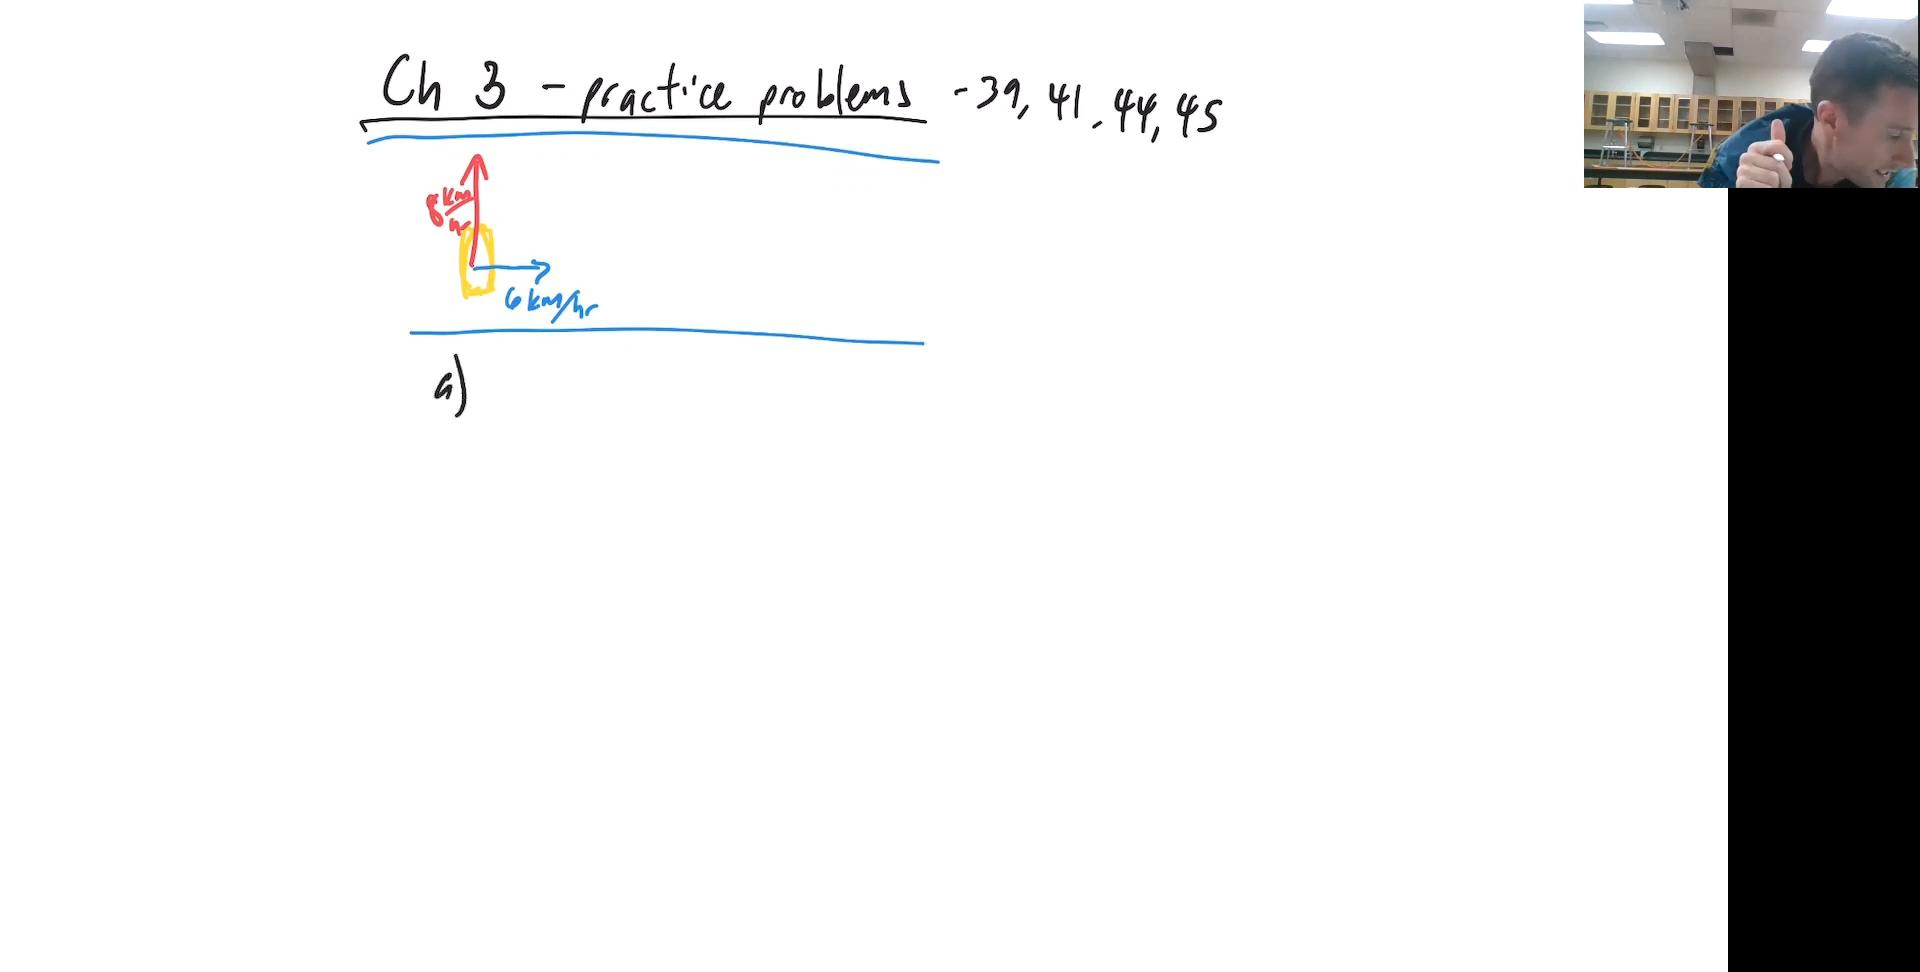 Ch 3 - practice problems - 39, 41, 44, 45
8 km/hr
6 km/hr
a)